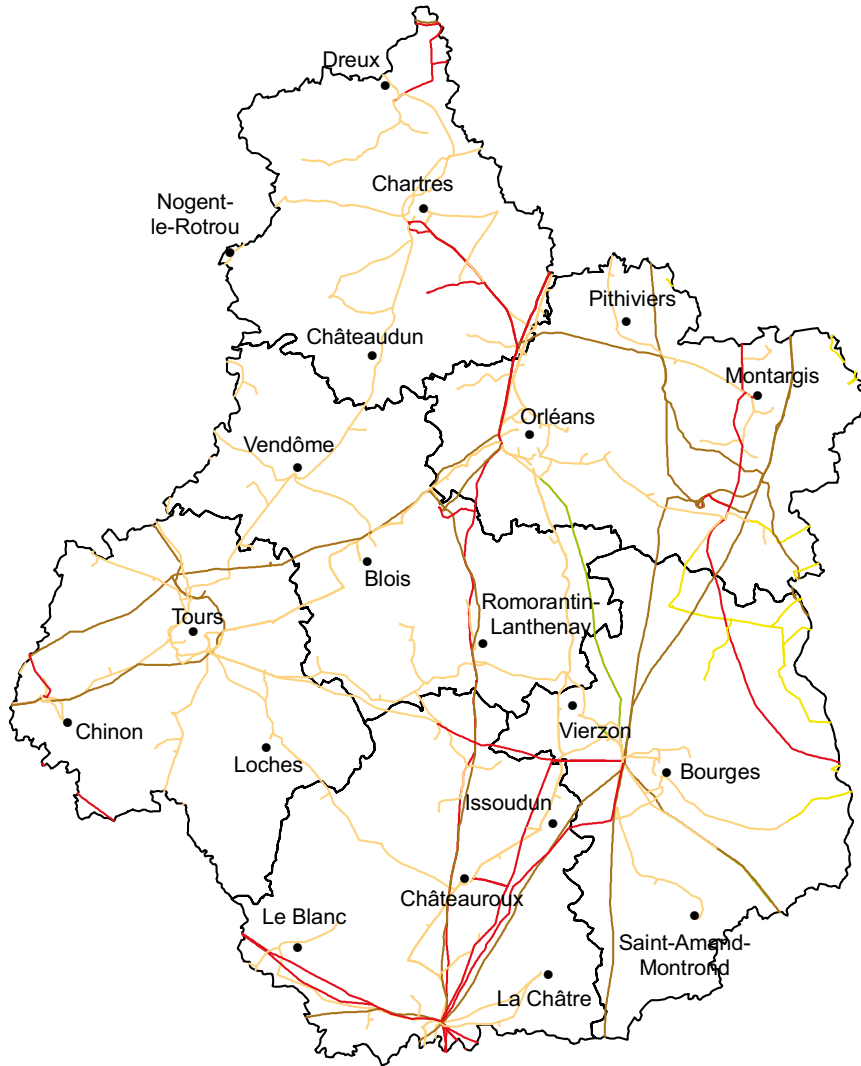 Dreux
Chartres
Nogent-
le-Rotrou
Pithiviers
Châteaudun
Montargis
Orléans
Vendôme
Blois
Romorantin-
Lanthenay
Tours
Chinon
Vierzon
Loches
Bourges
Issoudun
Châteauroux
Le Blanc
Saint-Amand-
Montrond
La Châtre